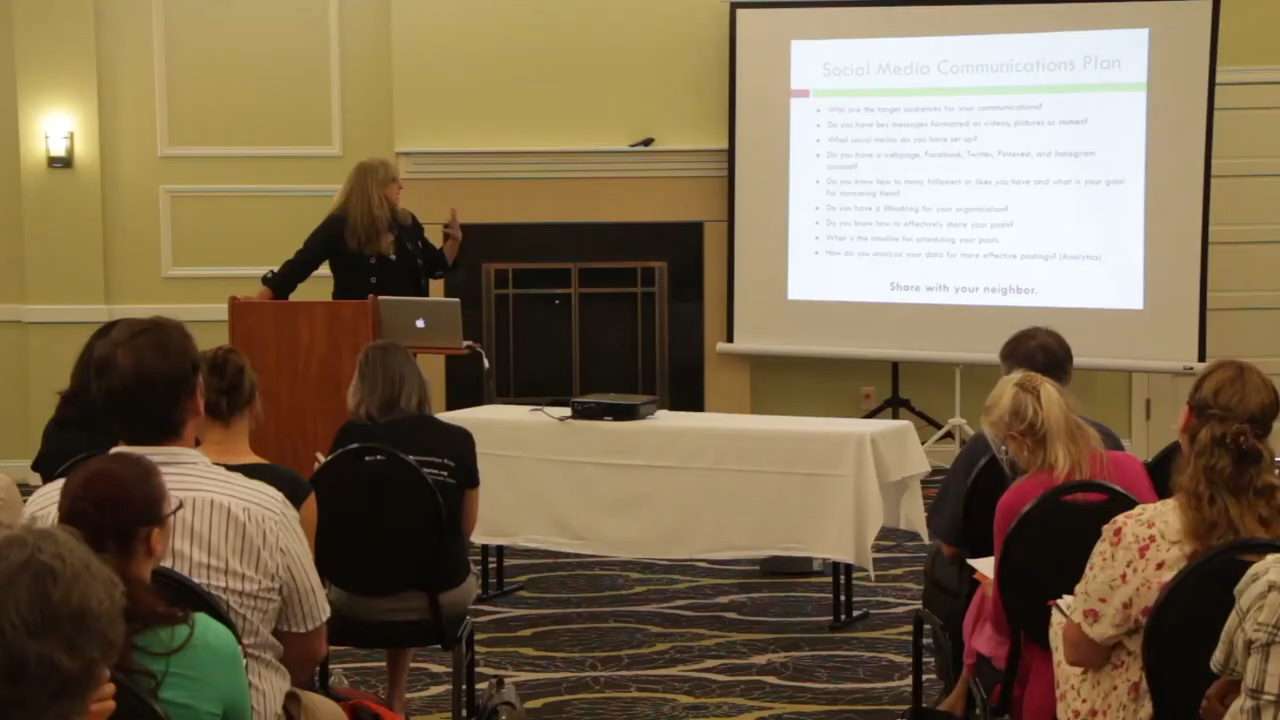 Social Media Communications Plan
• Who are the target audiences for your communications?
• Do you have key messages formatted as videos, pictures or memes?
• What social media do you have set up?
• Do you have a webpage, Facebook, Twitter, Pinterest, and Instagram
account?
• Do you know how to many followers or likes you have and what is your goal
for increasing them?
• Do you have a #hashtag for your organization?
• Do you know how to effectively share your posts?
• What is the timeline for scheduling your posts.
• How do you analyze your data for more effective postings? (Analytics)
Share with your neighbor.